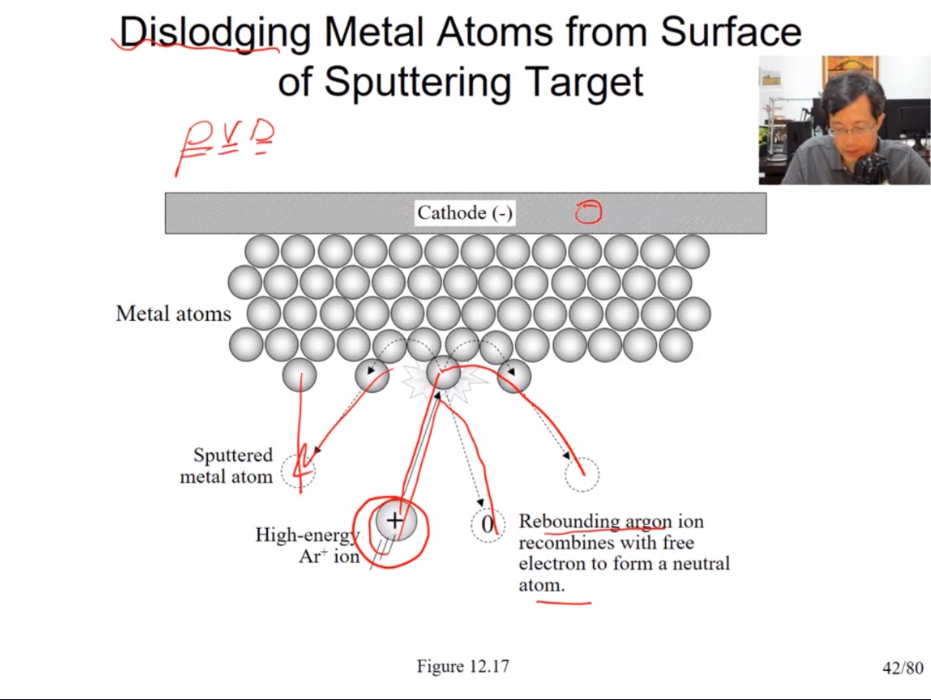 Dislodging Metal Atoms from Surface
of Sputtering Target
PVD
Cathode (-)
Metal atoms
Sputtered
metal atom
+
0
High-energy
Ar⁺ ion
Rebounding argon ion
recombines with free
electron to form a neutral
atom.
Figure 12.17
42/80